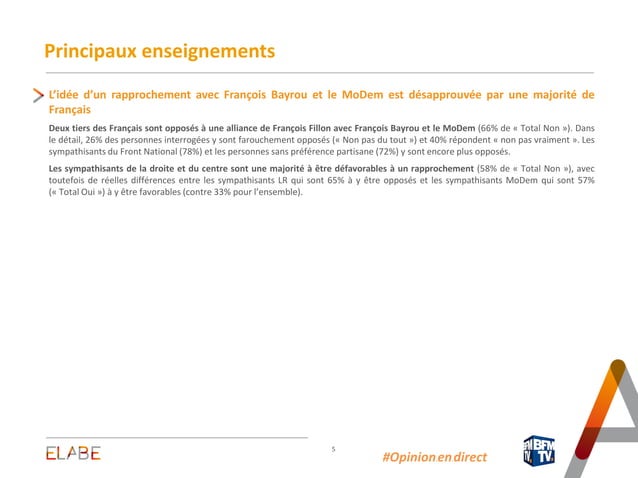 Principaux enseignements
L’idée d’un rapprochement avec François Bayrou et le MoDem est désapprouvée par une majorité de
Français
Deux tiers des Français sont opposés à une alliance de François Fillon avec François Bayrou et le MoDem (66% de « Total Non »). Dans
le détail, 26% des personnes interrogées y sont farouchement opposés (« Non pas du tout ») et 40% répondent « non pas vraiment ». Les
sympathisants du Front National (78%) et les personnes sans préférence partisane (72%) y sont encore plus opposés.
Les sympathisants de la droite et du centre sont une majorité à être défavorables à un rapprochement (58% de « Total Non »), avec
toutefois de réelles différences entre les sympathisants LR qui sont 65% à y être opposés et les sympathisants MoDem qui sont 57%
(« Total Oui ») à y être favorables (contre 33% pour l’ensemble).
5
ELABE
#Opinionendirect
BFM
TV.